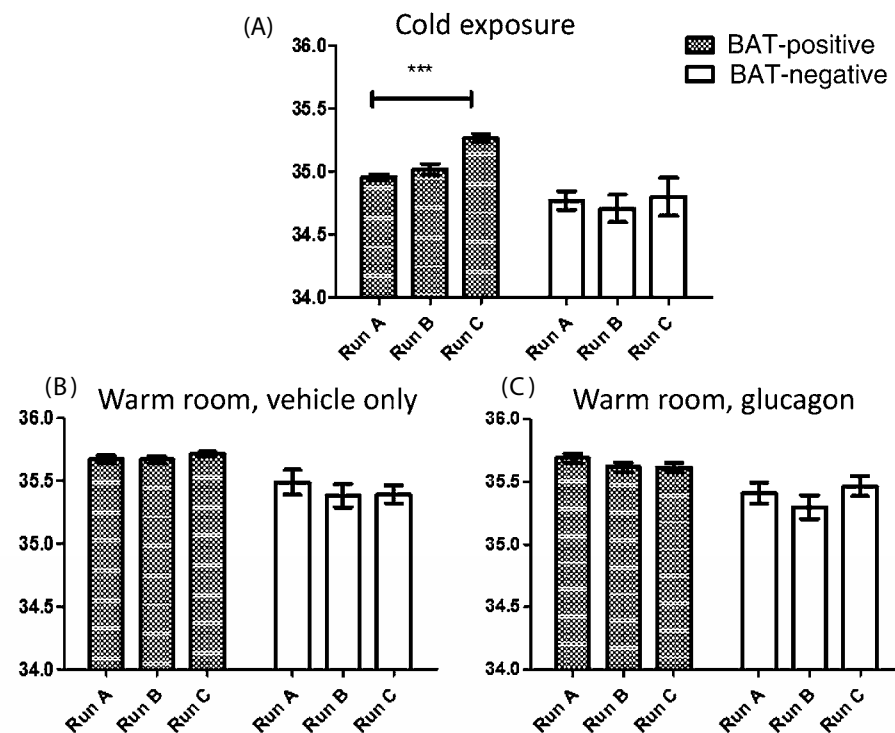 (A)
Cold exposure
BAT-positive
BAT-negative
***
36.0
35.5
35.0
34.5
34.0
Run A
Run B
Run C
Run A
Run B
Run C
(B)
Warm room, vehicle only
36.0
35.5
35.0
34.5
34.0
Run A
Run B
Run C
Run A
Run B
Run C
(C)
Warm room, glucagon
36.0
35.5
35.0
34.5
34.0
Run A
Run B
Run C
Run A
Run B
Run C